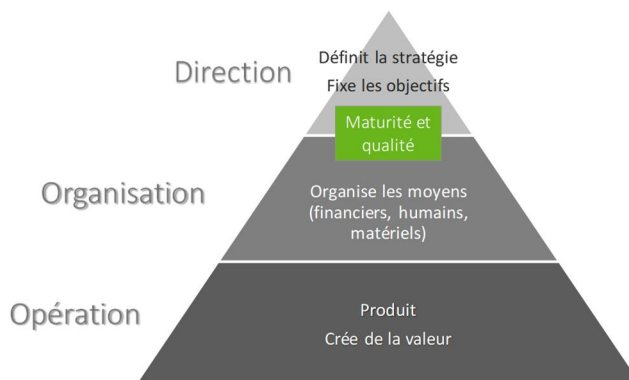 Direction
Définit la stratégie
Fixe les objectifs
Maturité et
qualité
Organisation
Organise les moyens
(financiers, humains,
matériels)
Opération
Produit
Crée de la valeur